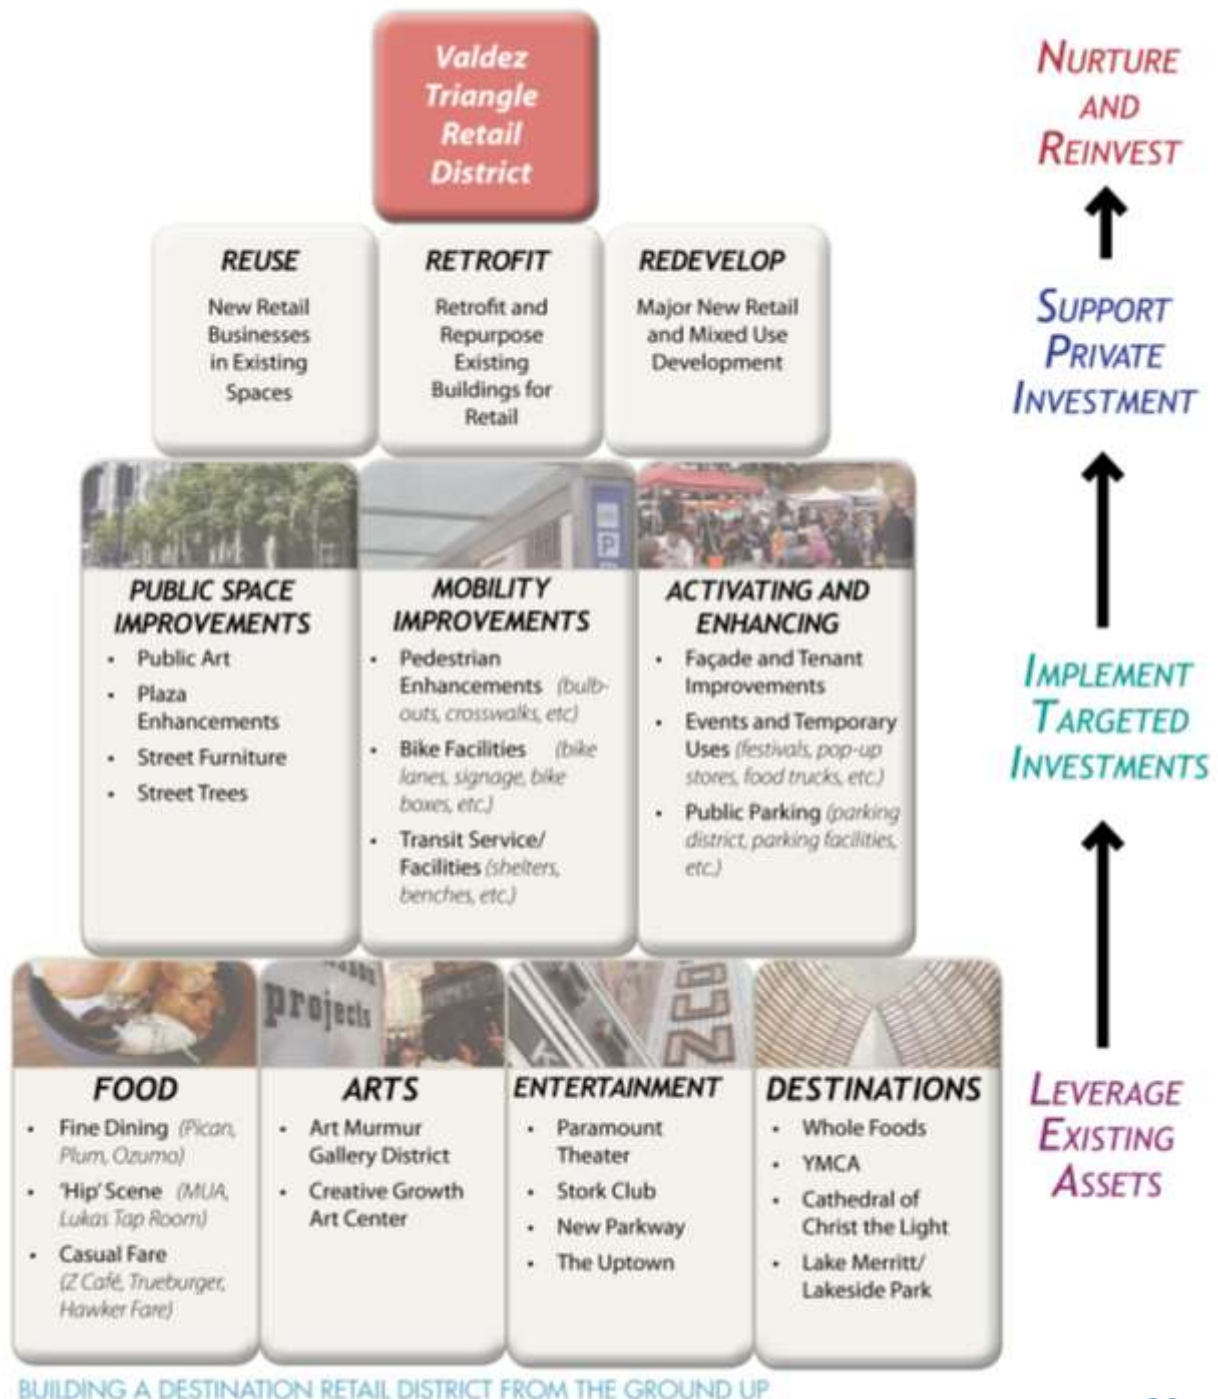 Valdez
Triangle
Retail
District
REUSE
New Retail
Businesses
in Existing
Spaces
RETROFIT
Retrofit and
Repurpose
Existing
Buildings for
Retail
REDEVELOP
Major New Retail
and Mixed Use
Development
PUBLIC SPACE
IMPROVEMENTS
• Public Art
• Plaza
Enhancements
• Street Furniture
• Street Trees
P
MOBILITY
IMPROVEMENTS
• Pedestrian
Enhancements (bulb-
outs, crosswalks, etc)
• Bike Facilities (bike
lanes, signage, bike
boxes, etc.)
• Transit Service/
Facilities (shelters,
benches, etc.)
ACTIVATING AND
ENHANCING
• Façade and Tenant
Improvements
• Events and Temporary
Uses (festivals, pop-up
stores, food trucks, etc.)
• Public Parking (parking
district, parking facilities,
etc.)
FOOD
• Fine Dining (Pican,
Plum, Ozumo)
• 'Hip' Scene (MUA,
Lukas Tap Room)
• Casual Fare
(Z Café, Trueburger,
Hawker Fare)
projects
ARTS
• Art Murmur
Gallery District
• Creative Growth
Art Center
ENTERTAINMENT
• Paramount
Theater
• Stork Club
• New Parkway
• The Uptown
DESTINATIONS
• Whole Foods
• YMCA
• Cathedral of
Christ the Light
• Lake Merritt/
Lakeside Park
NURTURE
AND
REINVEST
SUPPORT
PRIVATE
INVESTMENT
IMPLEMENT
TARGETED
INVESTMENTS
LEVERAGE
EXISTING
ASSETS
BUILDING A DESTINATION RETAIL DISTRICT FROM THE GROUND UP